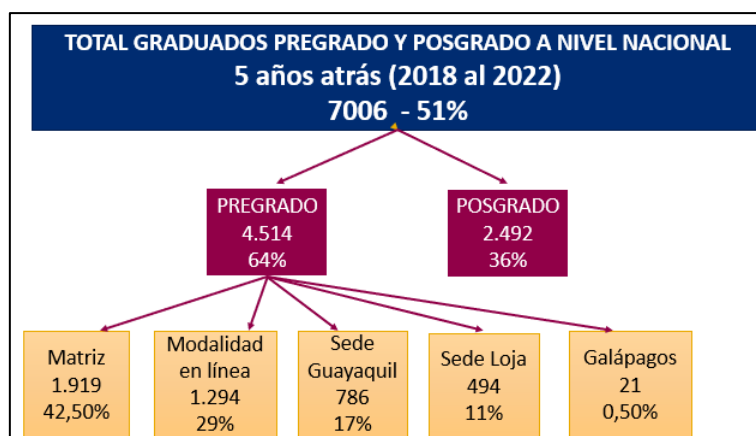 TOTAL GRADUADOS PREGRADO Y POSGRADO A NIVEL NACIONAL
5 años atrás (2018 al 2022)
7006 - 51%
PREGRADO
4.514
64%
POSGRADO
2.492
36%
Matriz
1.919
42,50%
Modalidad
en línea
1.294
29%
Sede
Guayaquil
786
17%
Sede Loja
494
11%
Galápagos
21
0,50%